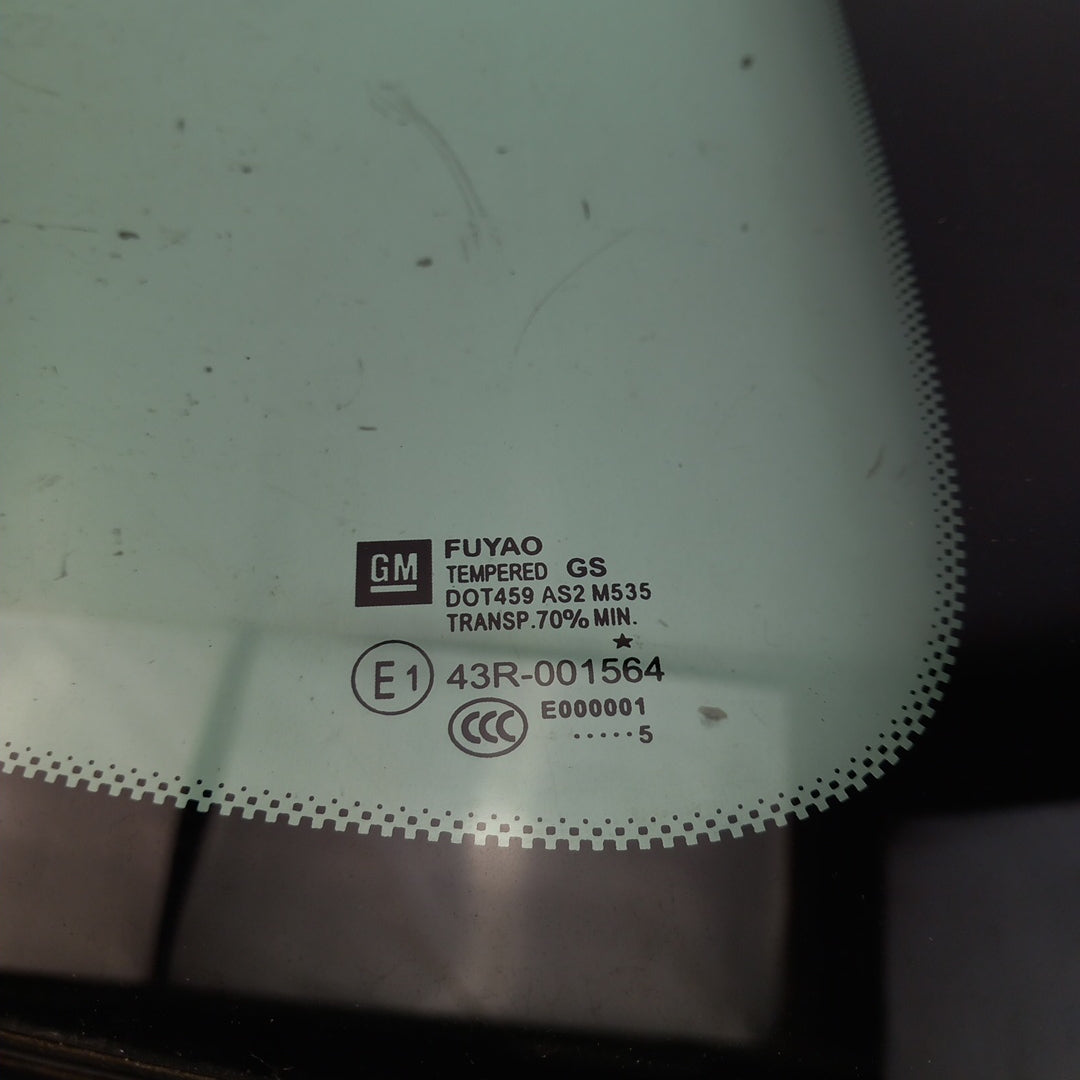 GM
FUYAO
TEMPERED GS
DOT459 AS2 M535
TRANSP.70% MIN.
★
E1 43R-001564
CCC E000001
·····5